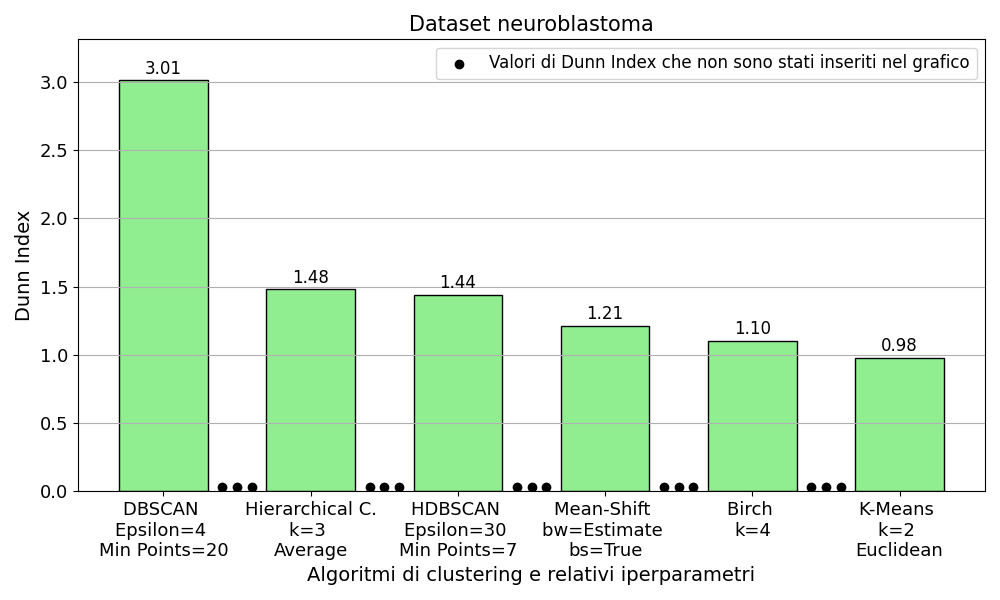 Dataset neuroblastoma
Valori di Dunn Index che non sono stati inseriti nel grafico
Dunn Index
3.0
2.5
2.0
1.5
1.0
0.5
0.0
3.01
1.48
1.44
1.21
1.10
0.98
DBSCAN
Epsilon=4
Min Points=20
Hierarchical C.
k=3
Average
HDBSCAN
Epsilon=30
Min Points=7
Mean-Shift
bw=Estimate
bs=True
Birch
k=4
K-Means
k=2
Euclidean
Algoritmi di clustering e relativi iperparametri